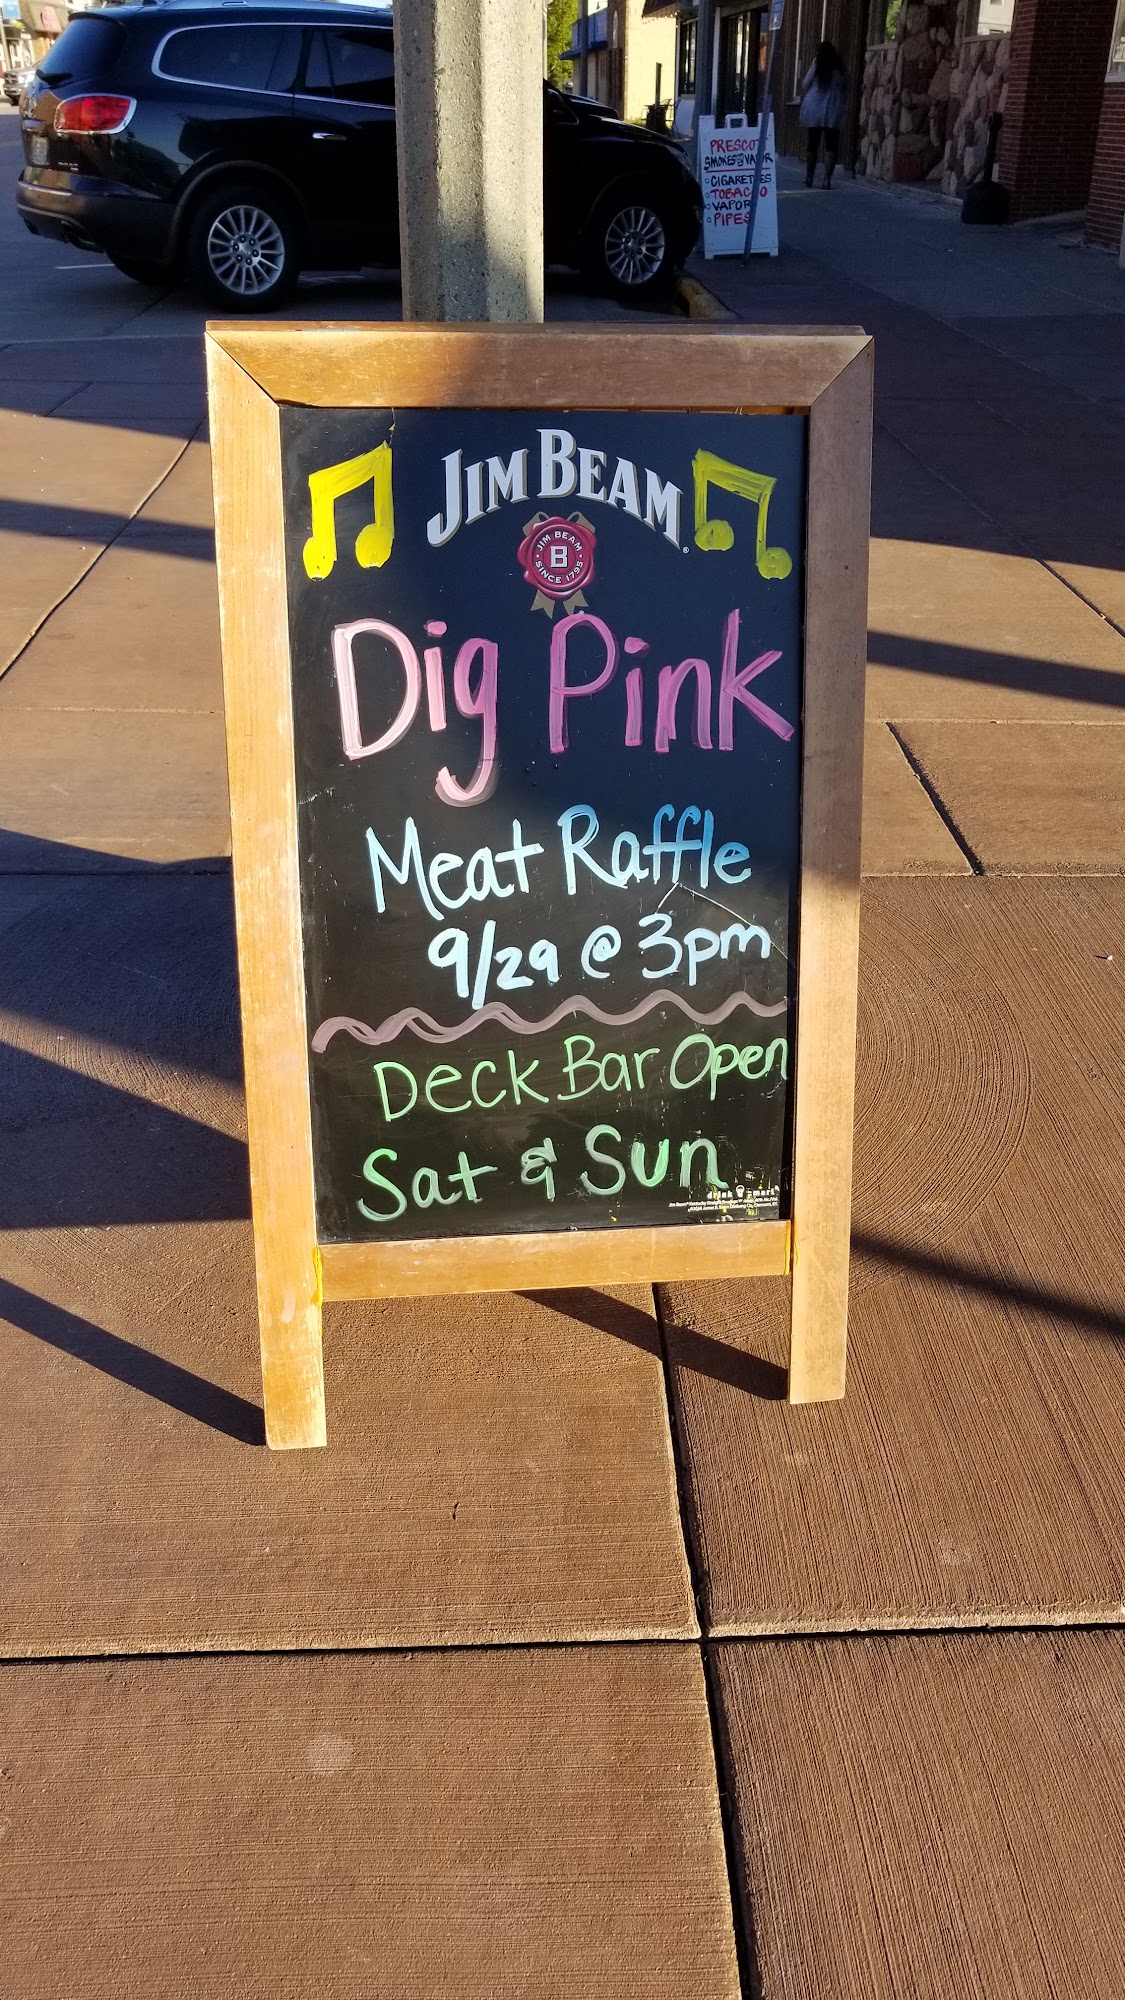 PRESCOT
SMOKES VAPOR
CIGARETTES
TOBACCO
VAPOR
PIPES
JIM BEAM
JIM BEAM
B
SINCE 1795
Dig Pink
Meat Raffle
9/29 @ 3pm
Deck Bar Open
Sat & Sun